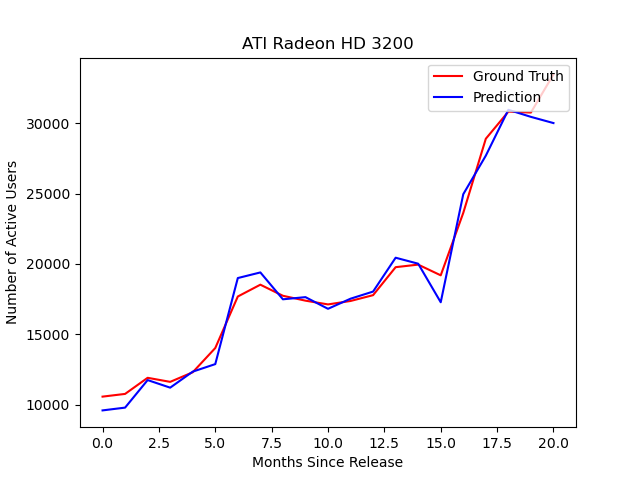 ATI Radeon HD 3200
Ground Truth
Prediction
30000
25000
20000
15000
10000
Number of Active Users
0.0 2.5 5.0 7.5 10.0 12.5 15.0 17.5 20.0
Months Since Release